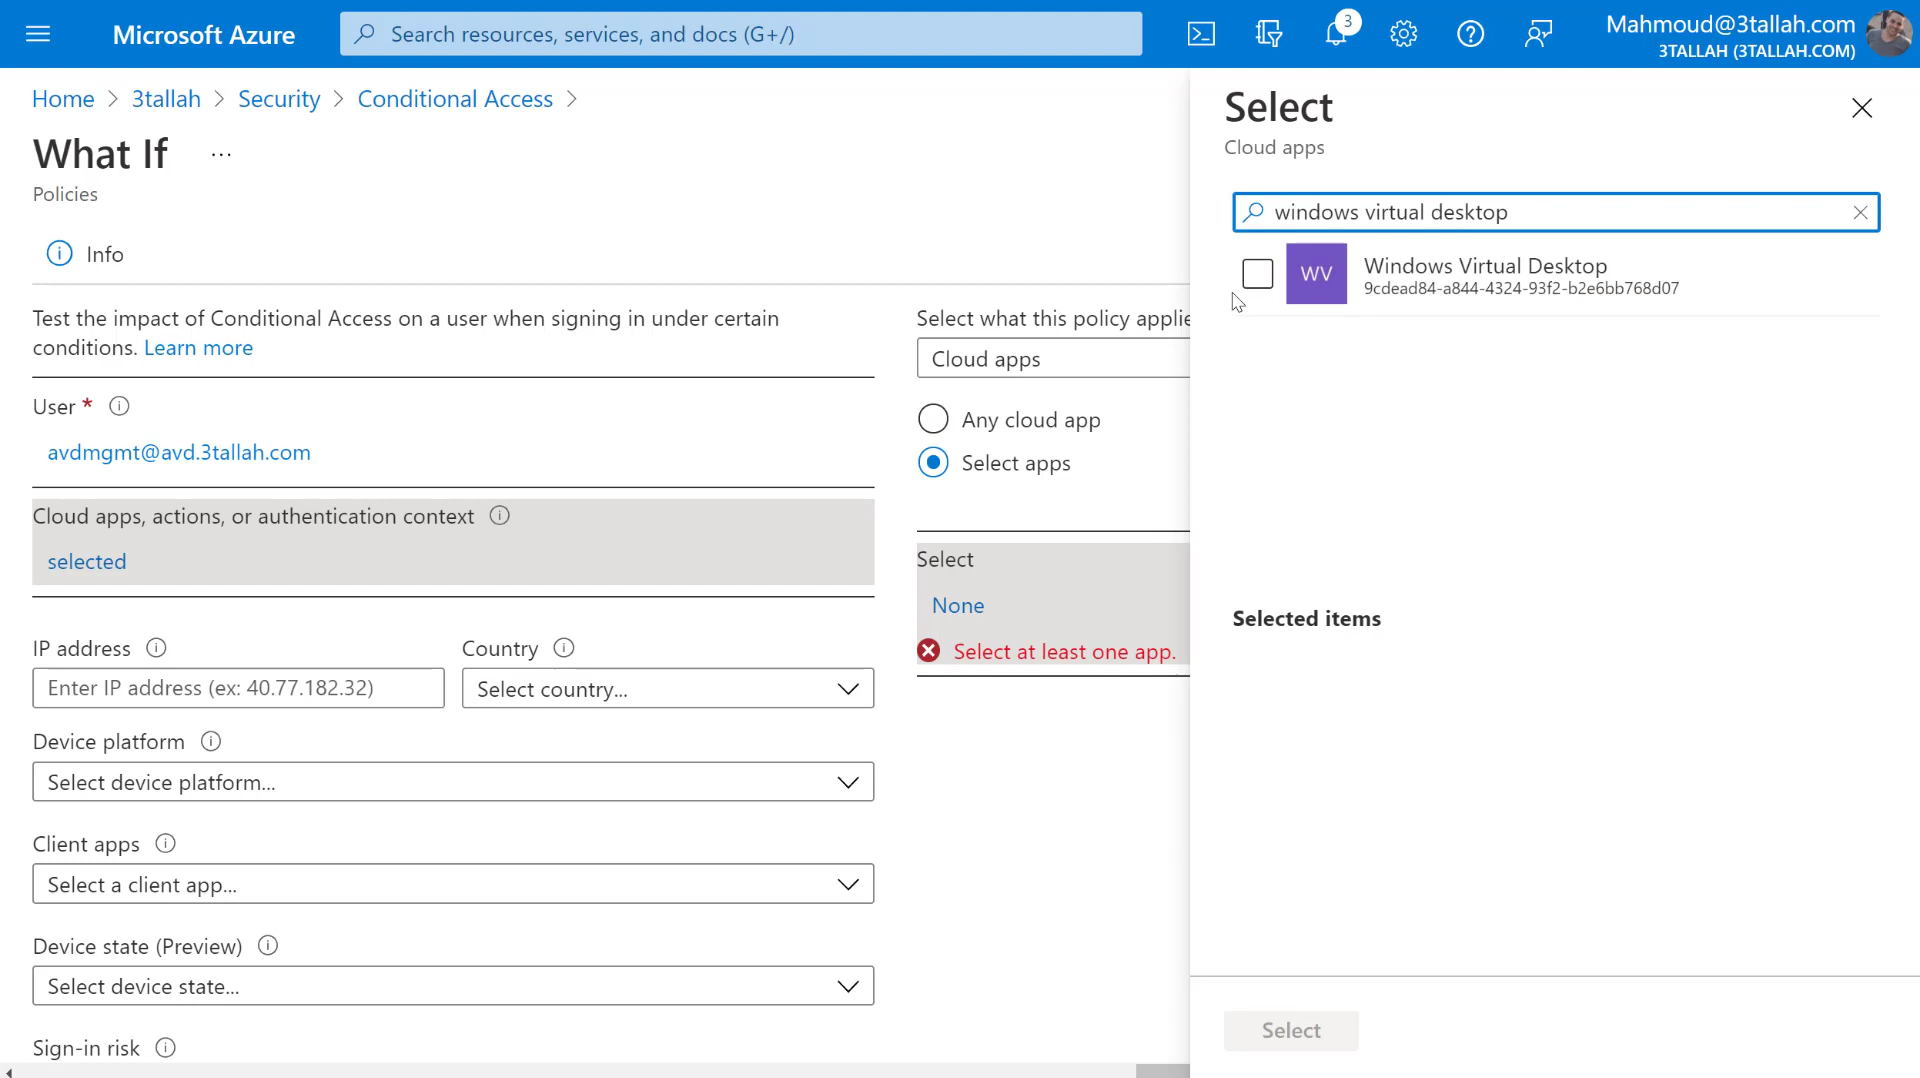 Microsoft Azure
Search resources, services, and docs (G+/)
3
Mahmoud@3tallah.com
3TALLAH (3TALLAH.COM)
Home > 3tallah > Security > Conditional Access >
What If ...
Policies
Info
Test the impact of Conditional Access on a user when signing in under certain
conditions. Learn more
User *
avdmgmt@avd.3tallah.com
Cloud apps, actions, or authentication context
selected
IP address
Country
Enter IP address (ex: 40.77.182.32)
Select country...
Device platform
Select device platform...
Client apps
Select a client app...
Device state (Preview)
Select device state...
Sign-in risk
Select what this policy applie
Cloud apps
Any cloud app
Select apps
Select
None
Select at least one app.
Select
Cloud apps
windows virtual desktop
WV
Windows Virtual Desktop
9cdead84-a844-4324-93f2-b2e6bb768d07
Selected items
Select